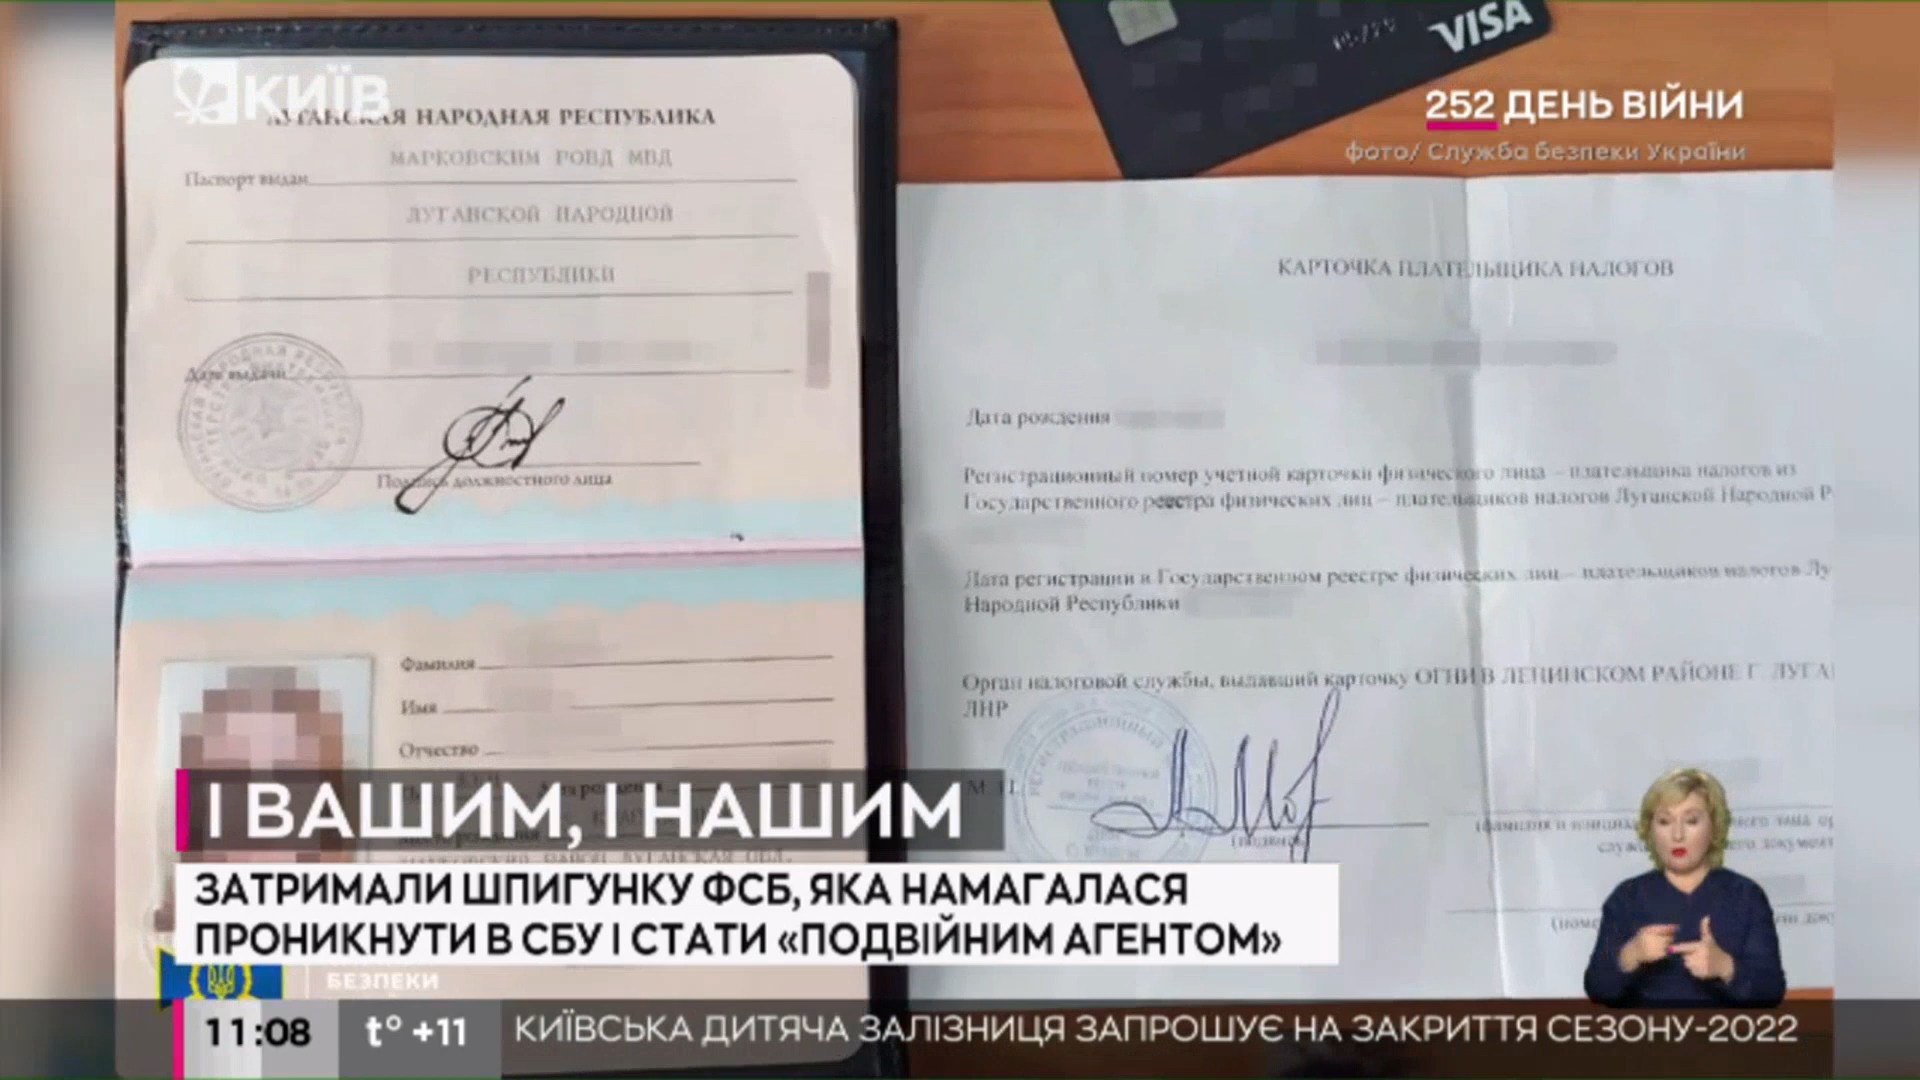 КИЇВ
ЛУГАНСКАЯ НАРОДНАЯ РЕСПУБЛИКА
МАРКОВСКИМ РОВД МВД
Паспорт выдан
ЛУГАНСКОЙ НАРОДНОЙ
РЕСПУБЛИКИ
Дата выдачи
Подпись должностного лица
Фамилия
Имя
Отчество
VISA
252 ДЕНЬ ВІЙНИ
фото/ Служба безпеки України
КАРТОЧКА ПЛАТЕЛЬЩИКА НАЛОГОВ
Дата рождения
Регистрационный номер учетной карточки физического лица – плательщика налогов из
Государственного реестра физических лиц – плательщиков налогов Луганской Народной Р
Дата регистрации в Государственном реестре физических лиц – плательщиков налогов Лу
Народной Республики
Орган налоговой службы, выдавший карточку ОГНИ В ЛЕНИНСКОМ РАЙОНЕ Г. ЛУГА
ЛНР
(подпись)
І ВАШИМ, І НАШИМ
ЗАТРИМАЛИ ШПИГУНКУ ФСБ, ЯКА НАМАГАЛАСЯ
ПРОНИКНУТИ В СБУ І СТАТИ «ПОДВІЙНИМ АГЕНТОМ»
БЕЗПЕКИ
11:08 t° +11 КИЇВСЬКА ДИТЯЧА ЗАЛІЗНИЦЯ ЗАПРОШУЄ НА ЗАКРИТТЯ СЕЗОНУ-2022